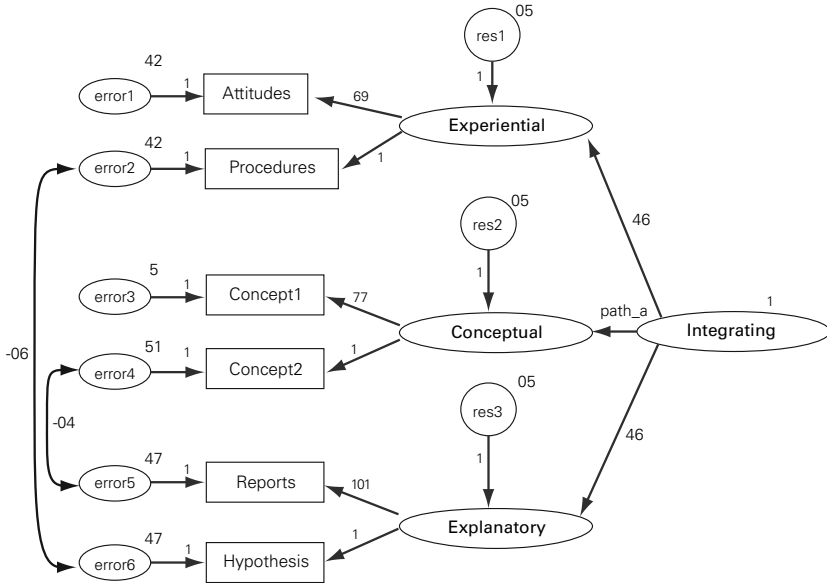 05
res1
42
1
1
error1
Attitudes
69
Experiential
42
1
1
error2
Procedures
05
res2
46
5
1
1
error3
Concept1
77
path_a
1
Conceptual
Integrating
-06
51
1
1
error4
Concept2
05
res3
-04
46
47
1
1
error5
Reports
101
Explanatory
47
1
1
error6
Hypothesis